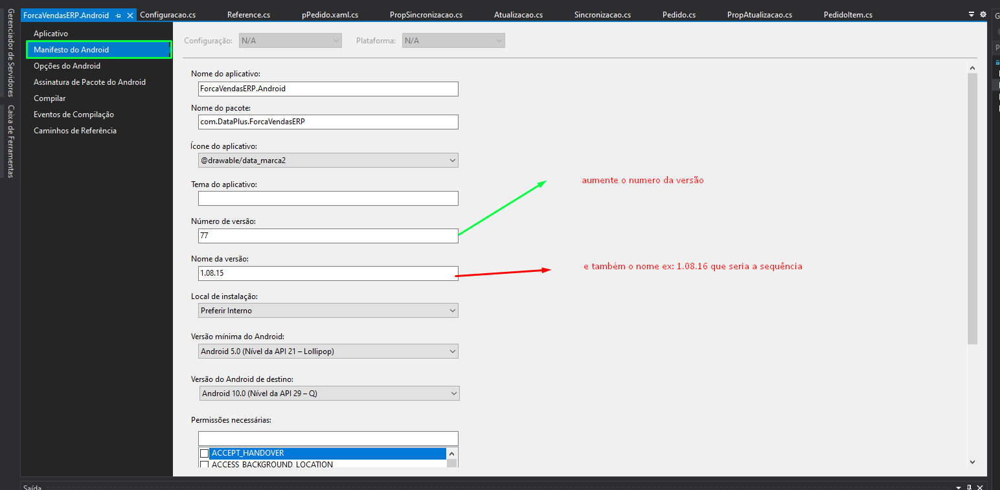 ForcaVendasERP.Android
Configuracao.cs
Reference.cs
pPedido.xaml.cs
PropSincronizacao.cs
Atualizacao.cs
Sincronizacao.cs
Pedido.cs
PropAtualizacao.cs
PedidoItem.cs
Gerenciador de Servidores
Caixa de Ferramentas
Aplicativo
Manifesto do Android
Opções do Android
Assinatura de Pacote do Android
Compilar
Eventos de Compilação
Caminhos de Referência
Configuração:
N/A
Plataforma:
N/A
Nome do aplicativo:
ForcaVendasERP.Android
Nome do pacote:
com.DataPlus.ForcaVendasERP
Ícone do aplicativo:
@drawable/data_marca2
Tema do aplicativo:
Número de versão:
77
aumente o numero da versão
Nome da versão:
1.08.15
e também o nome ex: 1.08.16 que seria a sequência
Local de instalação:
Preferir Interno
Versão mínima do Android:
Android 5.0 (Nível da API 21 – Lollipop)
Versão do Android de destino:
Android 10.0 (Nível da API 29 – Q)
Permissões necessárias:
ACCEPT_HANDOVER
ACCESS_BACKGROUND_LOCATION
Saída